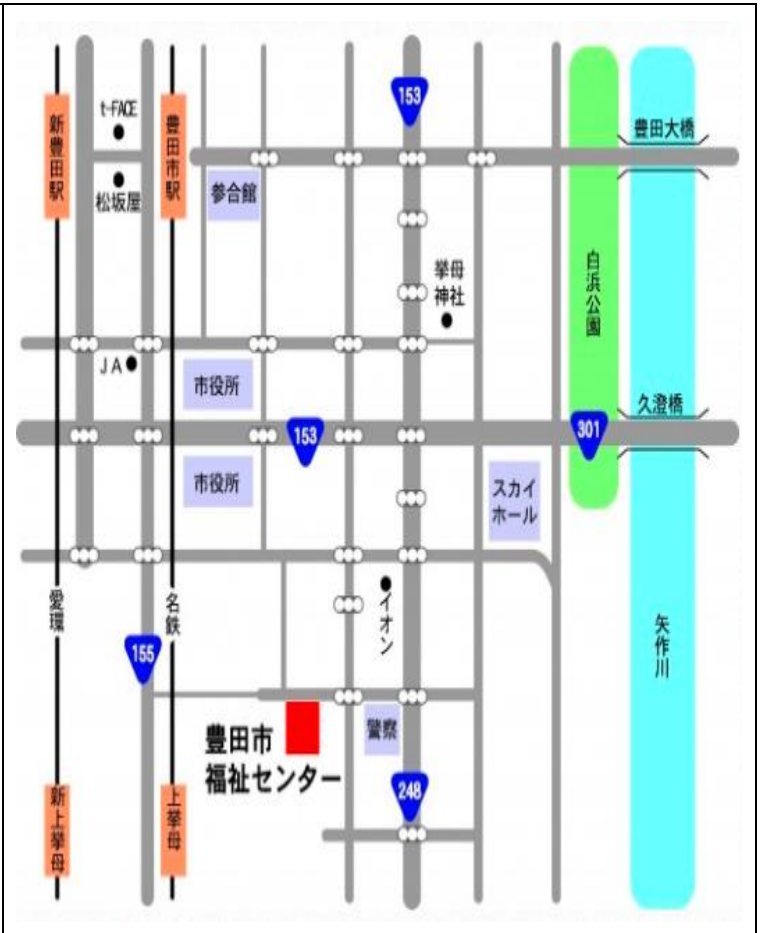 153
t-FACE
新豊田駅
豊田市駅
豊田大橋
松坂屋
参合館
挙母
神社
白浜公園
JA
市役所
久澄橋
153
301
市役所
スカイ
ホール
愛環
名鉄
イオン
矢作川
155
警察
豊田市
福祉センター
248
新上挙母
上挙母